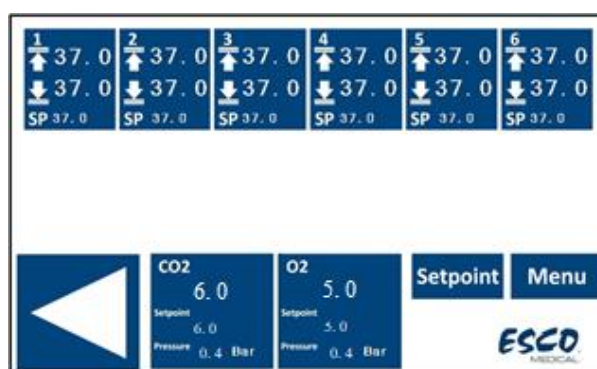 1 2 3 4 5 6
37.0 37.0 37.0 37.0 37.0 37.0
37.0 37.0 37.0 37.0 37.0 37.0
SP 37.0 SP 37.0 SP 37.0 SP 37.0 SP 37.0 SP 37.0
CO2
6.0
Setpoint
6.0
Pressure 0.4 Bar
O2
5.0
Setpoint
5.0
Pressure 0.4 Bar
Setpoint
Menu
ESCO
MEDICAL